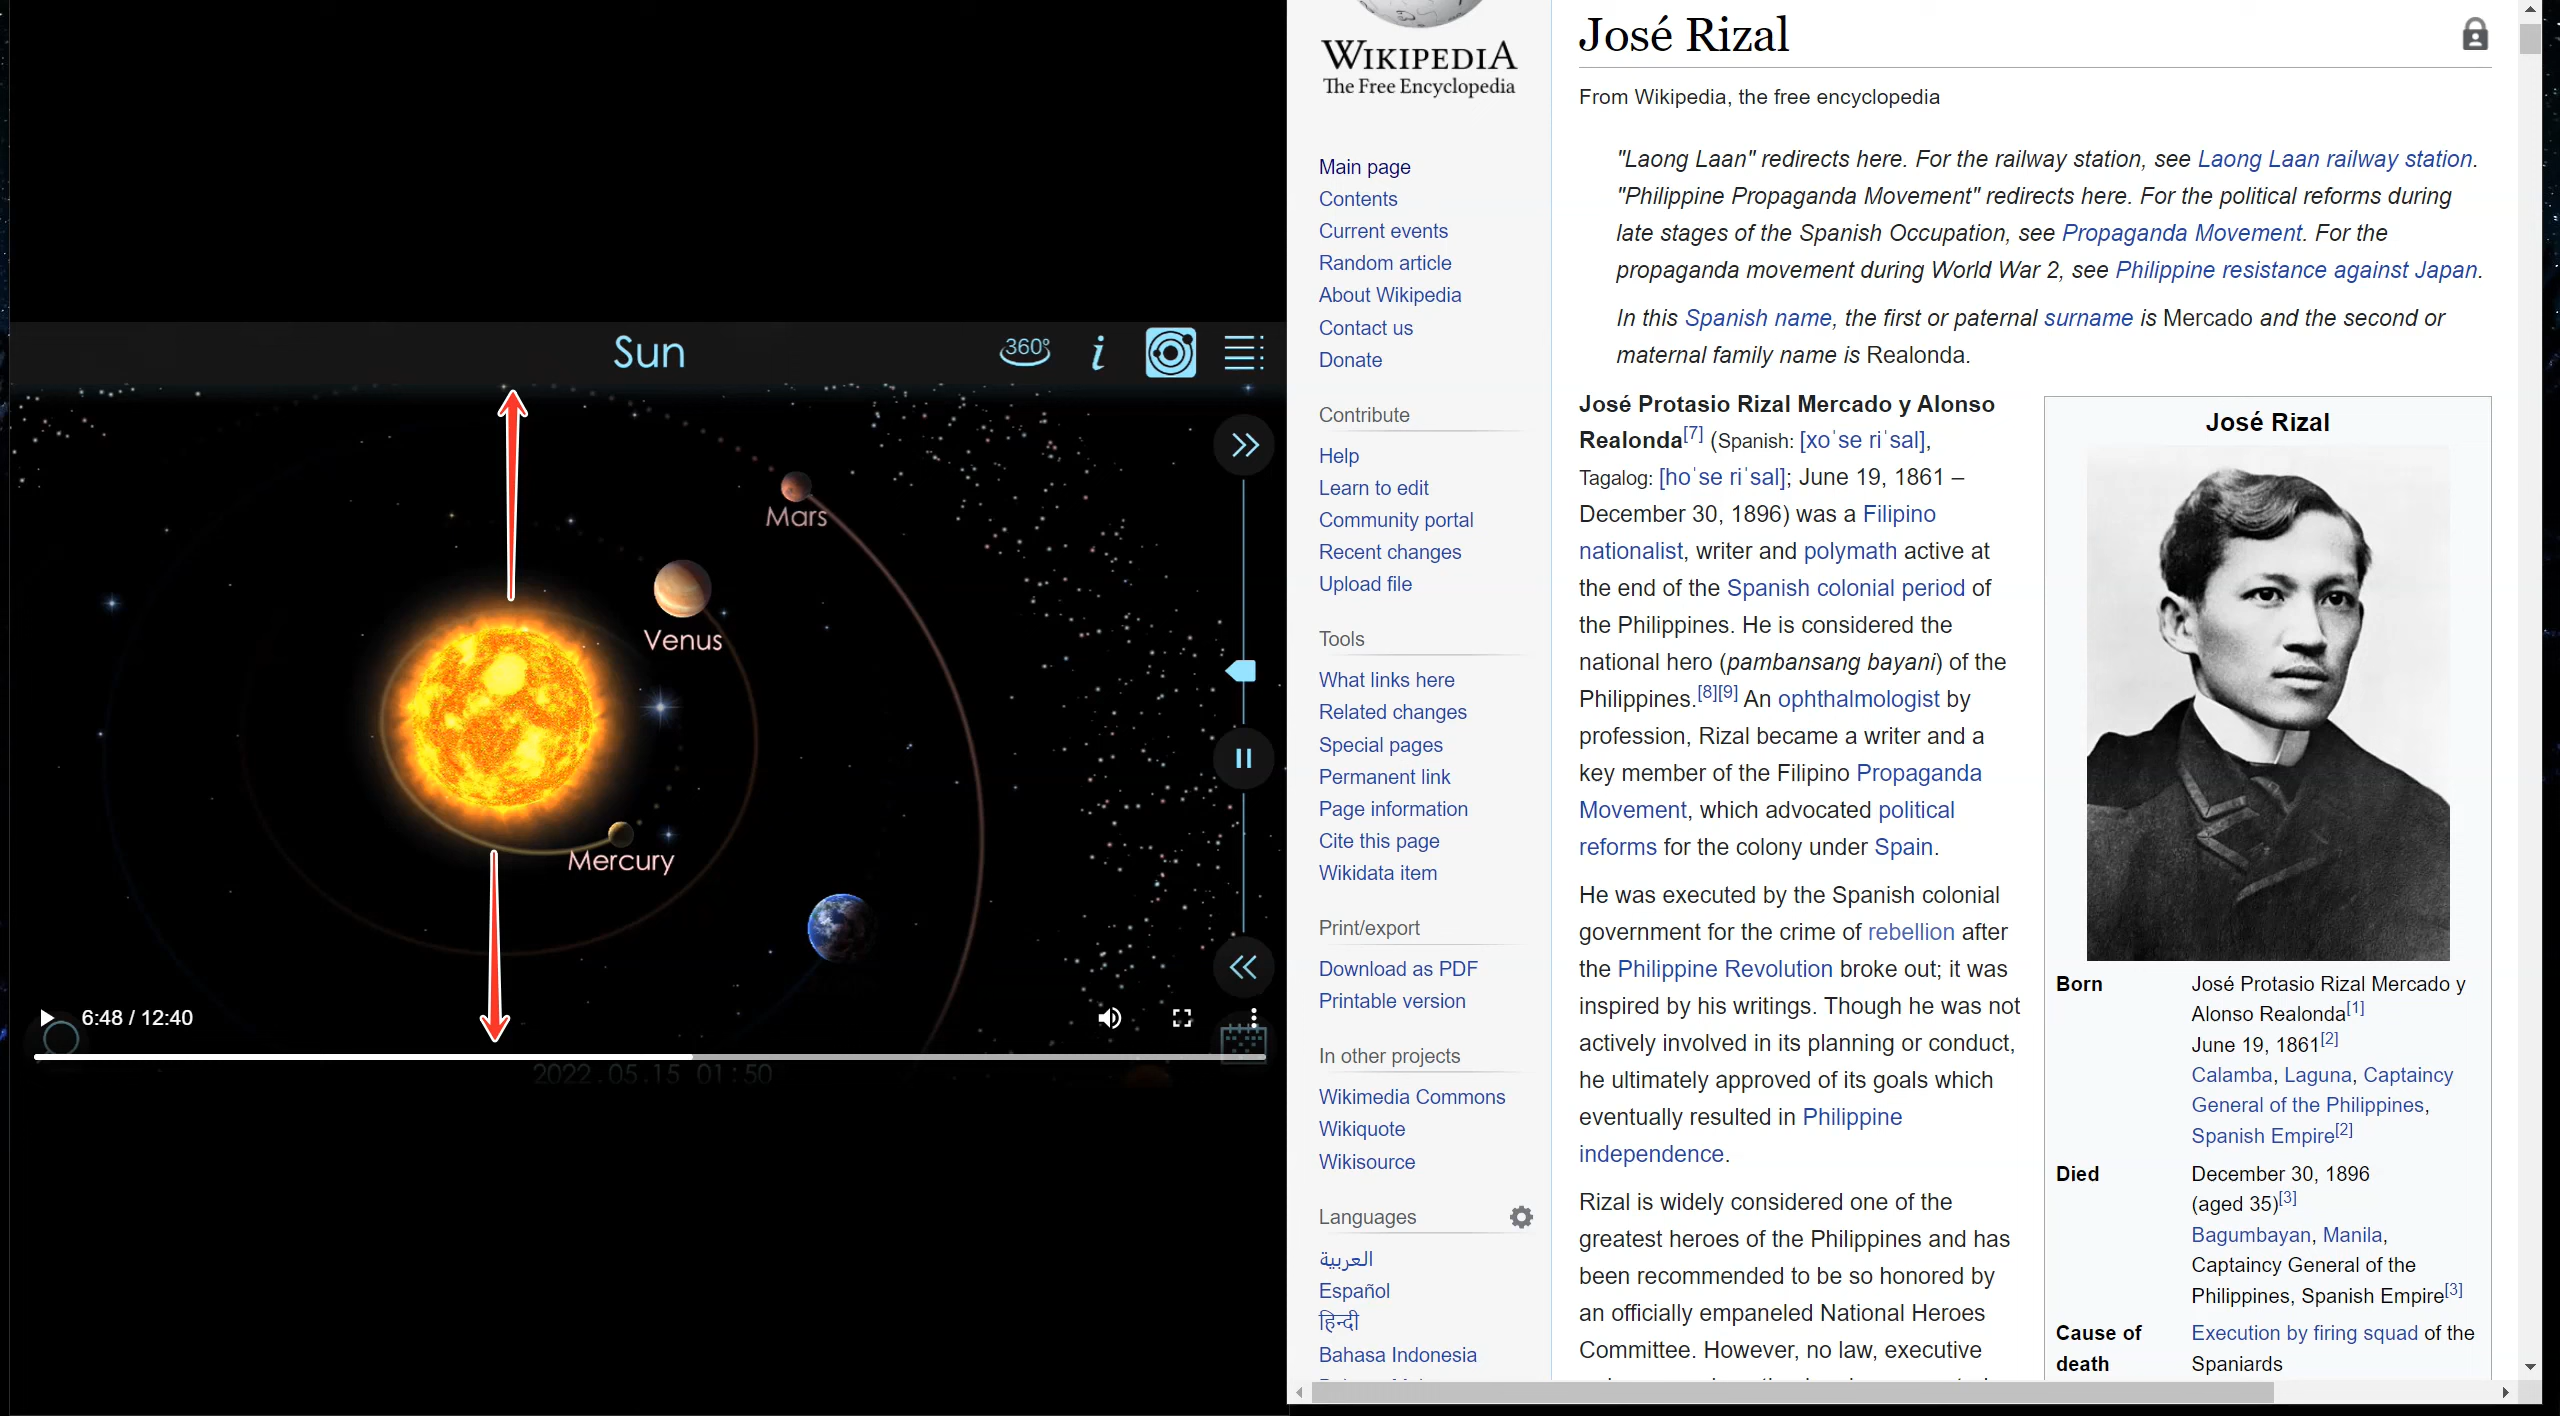 Sun
360°
i
Mars
Venus
Mercury
6:48 / 12:40
2022.05.15 01:50
WIKIPEDIA
The Free Encyclopedia
Main page
Contents
Current events
Random article
About Wikipedia
Contact us
Donate
Contribute
Help
Learn to edit
Community portal
Recent changes
Upload file
Tools
What links here
Related changes
Special pages
Permanent link
Page information
Cite this page
Wikidata item
Print/export
Download as PDF
Printable version
In other projects
Wikimedia Commons
Wikiquote
Wikisource
Languages
العربية
Español
हिन्दी
Bahasa Indonesia
José Rizal
From Wikipedia, the free encyclopedia
"Laong Laan" redirects here. For the railway station, see Laong Laan railway station.
"Philippine Propaganda Movement" redirects here. For the political reforms during
late stages of the Spanish Occupation, see Propaganda Movement. For the
propaganda movement during World War 2, see Philippine resistance against Japan.
In this Spanish name, the first or paternal surname is Mercado and the second or
maternal family name is Realonda.
José Protasio Rizal Mercado y Alonso
Realonda[7] (Spanish: [xoˈse riˈsal],
Tagalog: [hoˈse riˈsal]; June 19, 1861 –
December 30, 1896) was a Filipino
nationalist, writer and polymath active at
the end of the Spanish colonial period of
the Philippines. He is considered the
national hero (pambansang bayani) of the
Philippines.[8][9] An ophthalmologist by
profession, Rizal became a writer and a
key member of the Filipino Propaganda
Movement, which advocated political
reforms for the colony under Spain.
He was executed by the Spanish colonial
government for the crime of rebellion after
the Philippine Revolution broke out; it was
inspired by his writings. Though he was not
actively involved in its planning or conduct,
he ultimately approved of its goals which
eventually resulted in Philippine
independence.
Rizal is widely considered one of the
greatest heroes of the Philippines and has
been recommended to be so honored by
an officially empaneled National Heroes
Committee. However, no law, executive
José Rizal
Born José Protasio Rizal Mercado y
Alonso Realonda[1]
June 19, 1861[2]
Calamba, Laguna, Captaincy
General of the Philippines,
Spanish Empire[2]
Died December 30, 1896
(aged 35)[3]
Bagumbayan, Manila,
Captaincy General of the
Philippines, Spanish Empire[3]
Cause of Execution by firing squad of the
death Spaniards